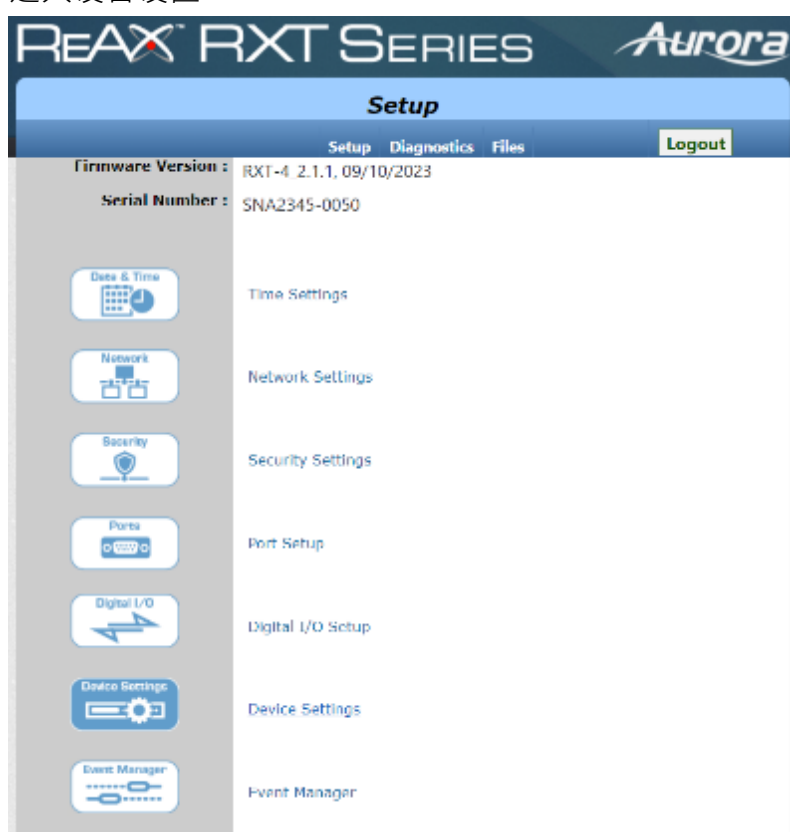 ReAX™ RXT Series Aurora
Setup
Setup Diagnostics Files Logout
Firmware Version : RXT-4 2.1.1, 09/10/2023
Serial Number : SNA2345-0050
Date & Time
Time Settings
Network
Network Settings
Security
Security Settings
Ports
Port Setup
Digital I/O
Digital I/O Setup
Device Settings
Device Settings
Event Manager
Event Manager